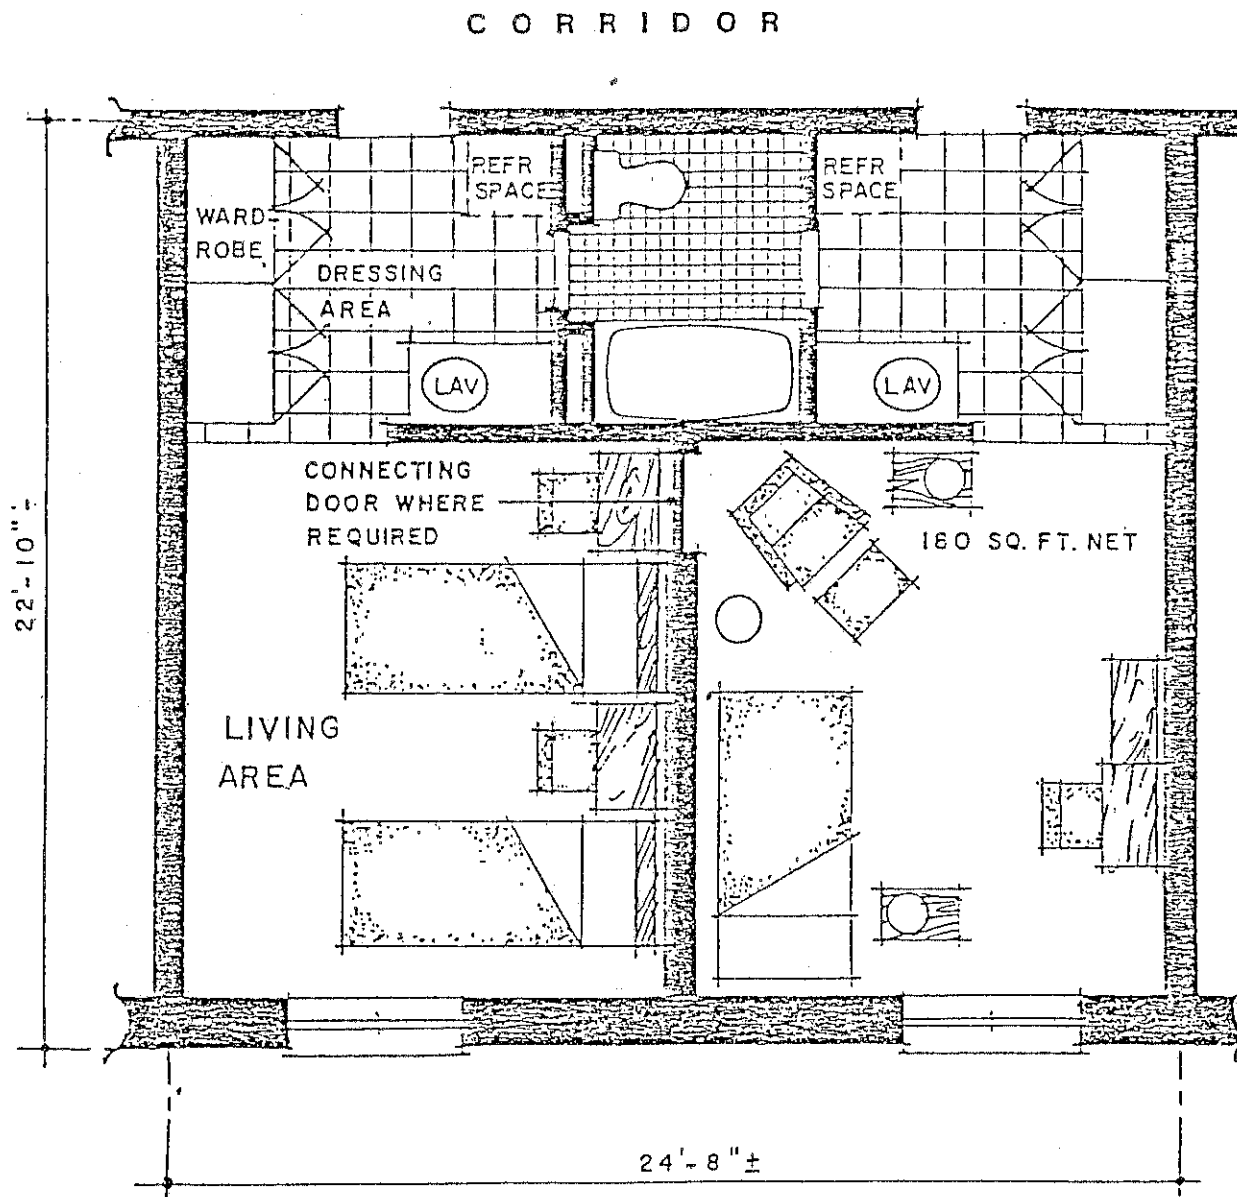 CORRIDOR
REFR
SPACE
REFR
SPACE
WARD-
ROBE
DRESSING
AREA
LAV
LAV
CONNECTING
DOOR WHERE
REQUIRED
180 SQ. FT. NET
22'-10"±
LIVING
AREA
24'-8"±